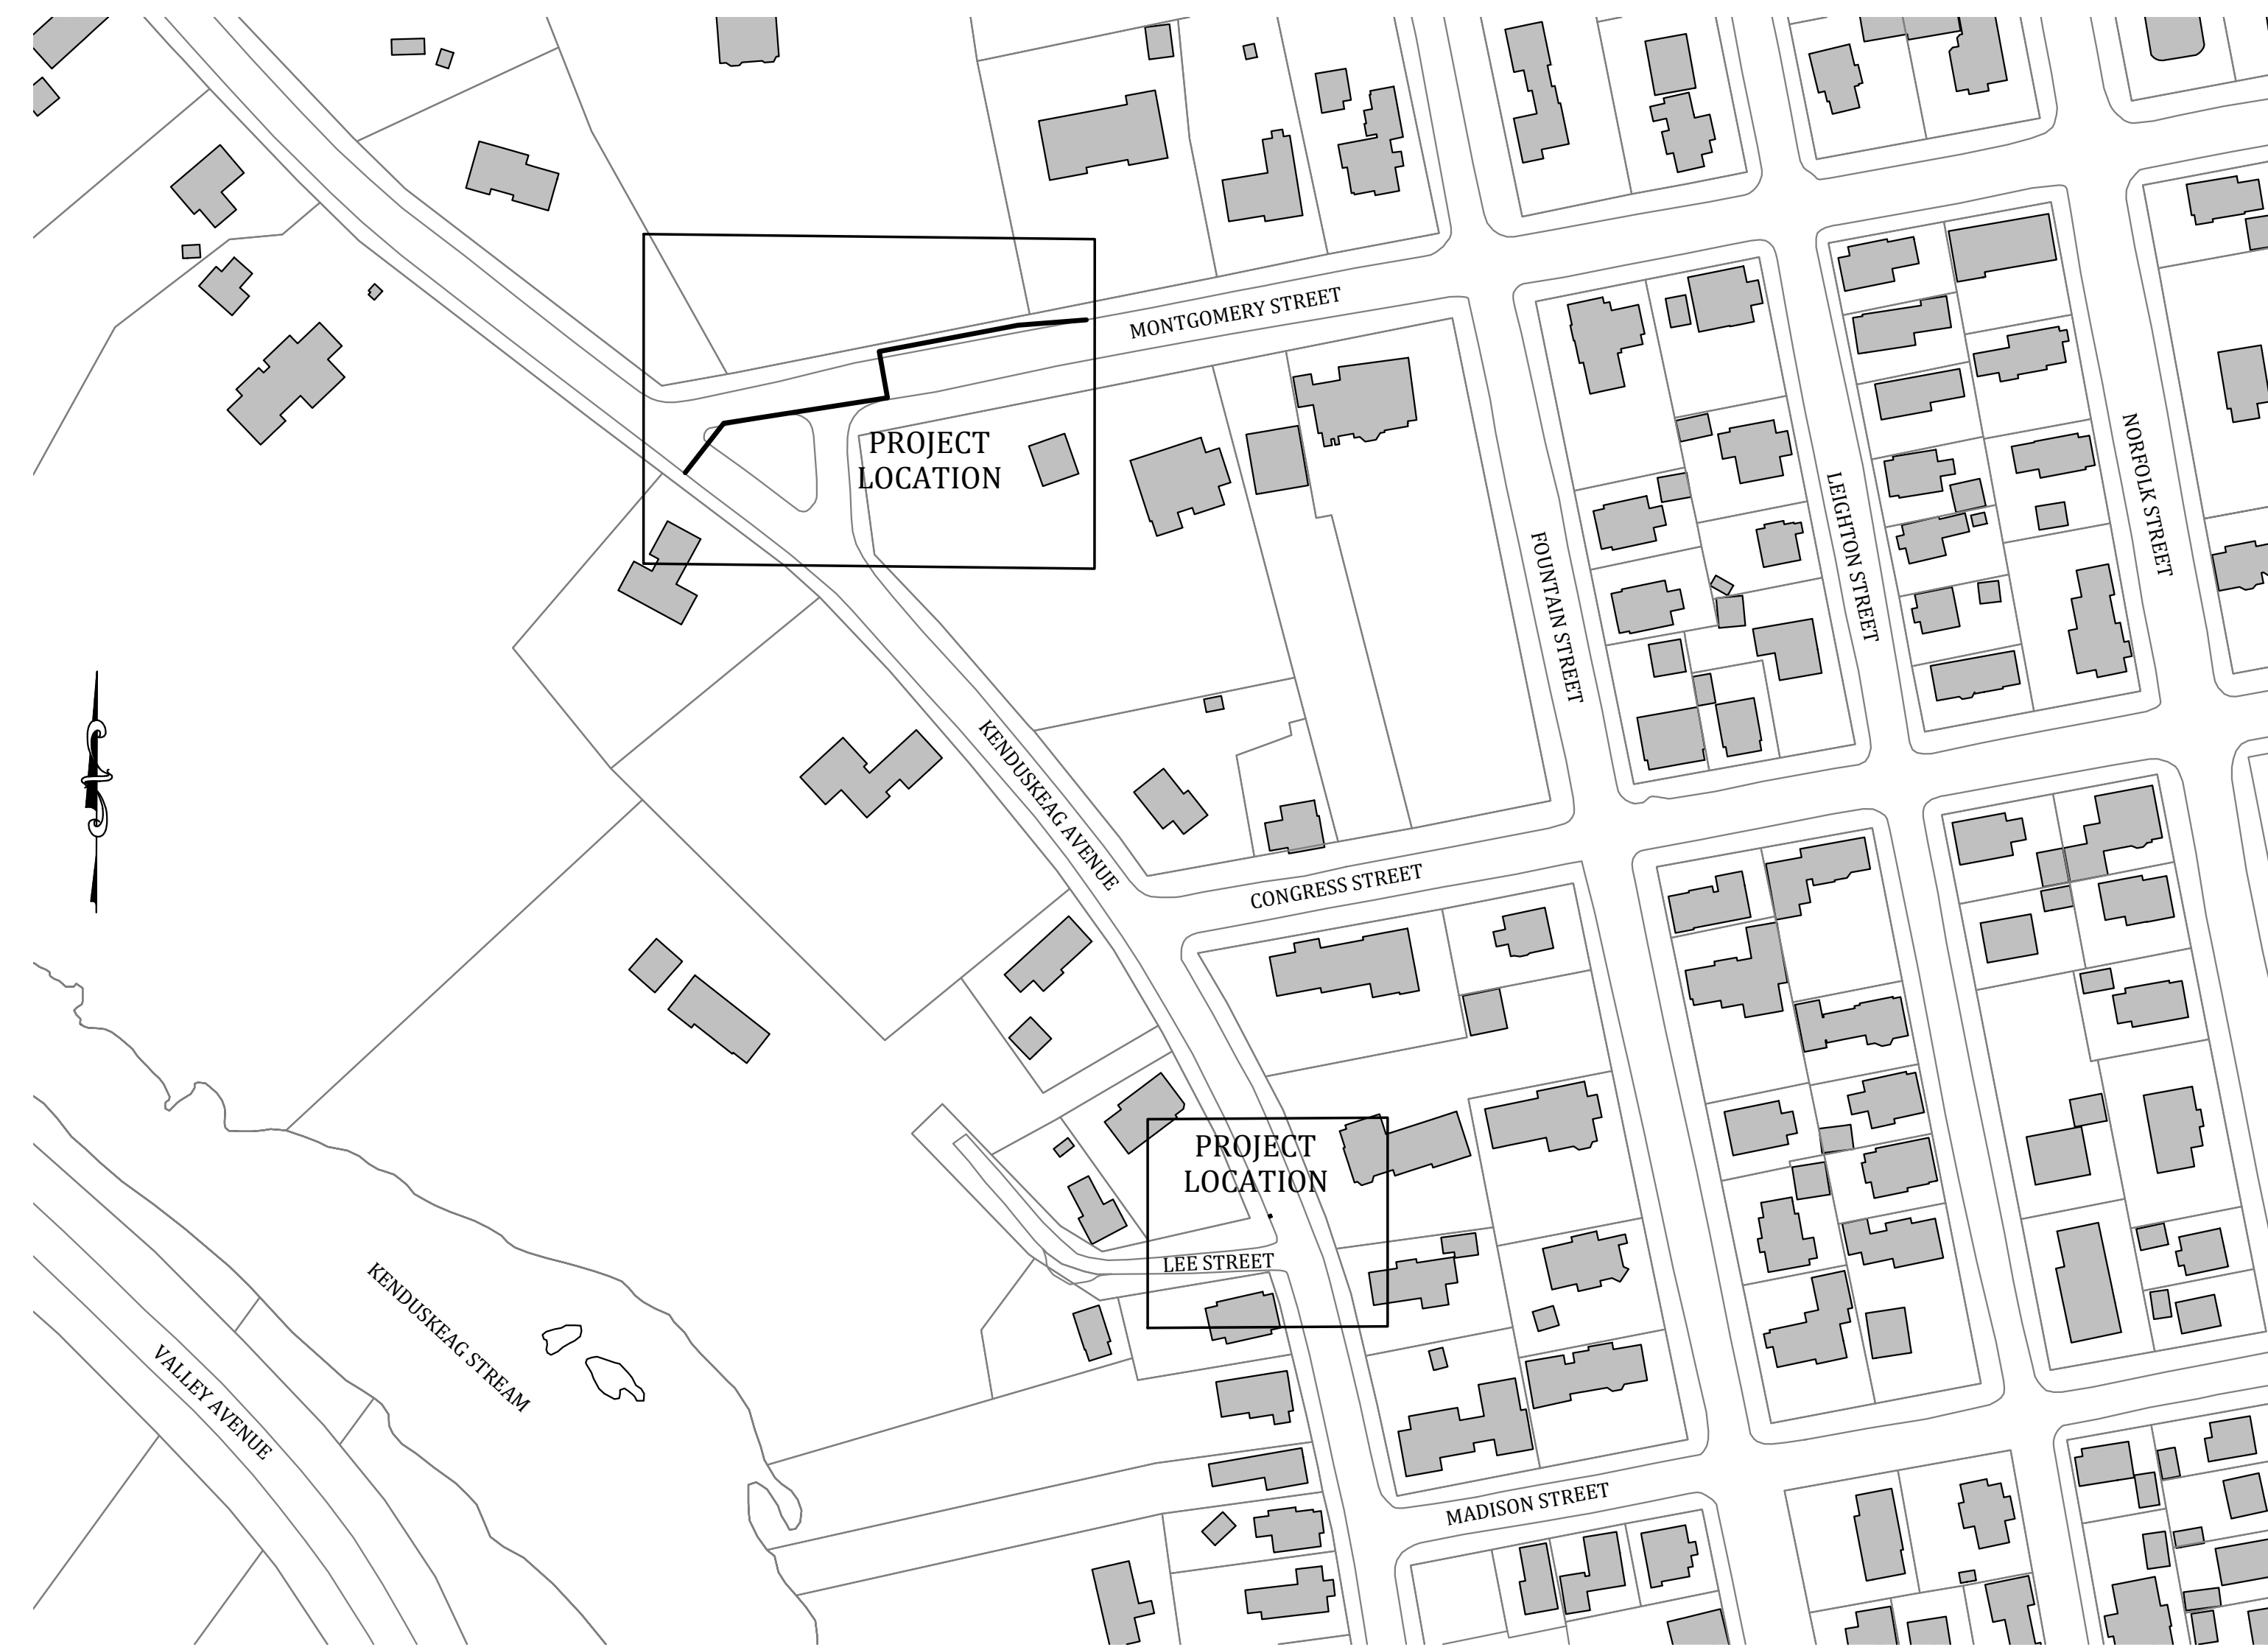 MONTGOMERY STREET
PROJECT
LOCATION
NORFOLK STREET
LEIGHTON STREET
FOUNTAIN STREET
KENDUSKEAG AVENUE
CONGRESS STREET
PROJECT
LOCATION
LEE STREET
KENDUSKEAG STREAM
VALLEY AVENUE
MADISON STREET